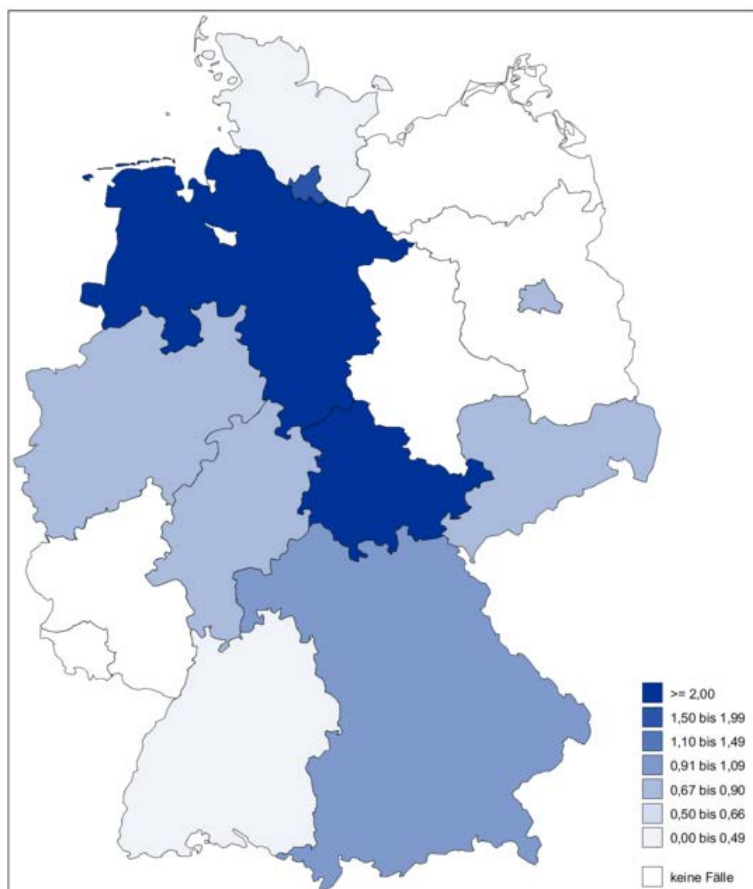 >= 2,00
1,50 bis 1,99
1,10 bis 1,49
0,91 bis 1,09
0,67 bis 0,90
0,50 bis 0,66
0,00 bis 0,49
keine Fälle